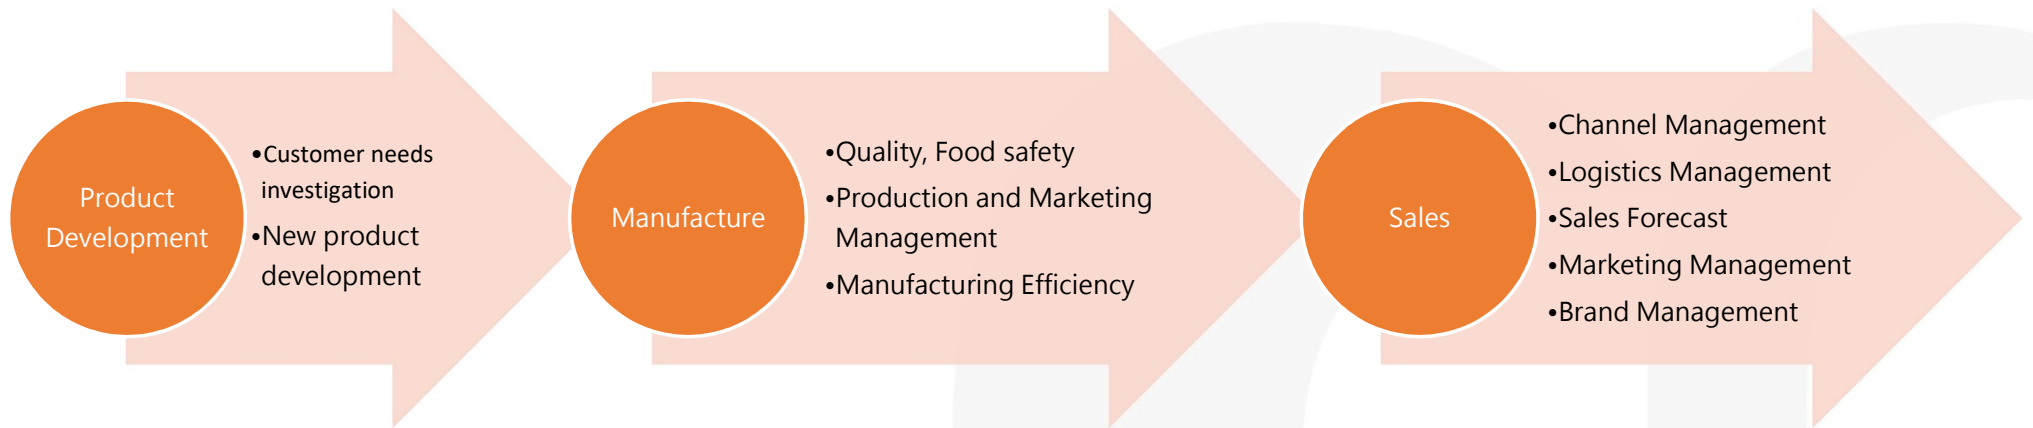 Product
Development
•Customer needs
investigation
•New product
development
Manufacture
•Quality, Food safety
•Production and Marketing
Management
•Manufacturing Efficiency
Sales
•Channel Management
•Logistics Management
•Sales Forecast
•Marketing Management
•Brand Management